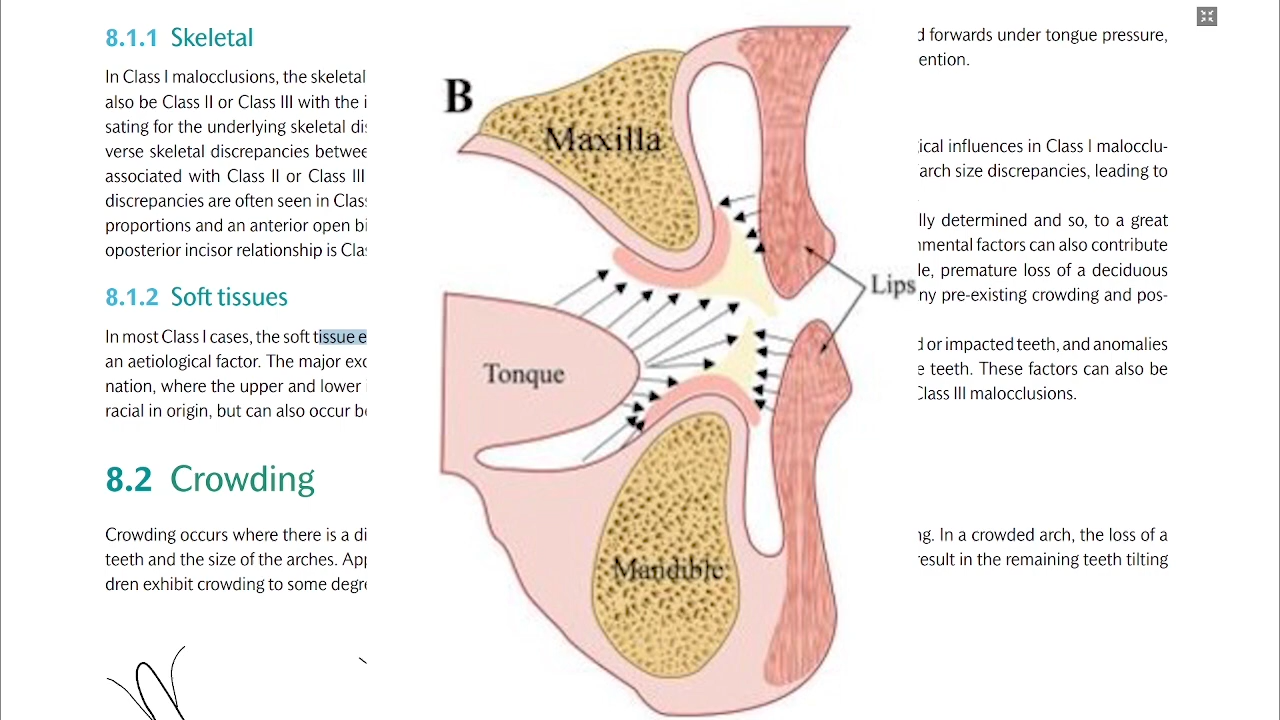 8.1.1 Skeletal
In Class I malocclusions, the skeletal
also be Class II or Class III with the i
sating for the underlying skeletal di
verse skeletal discrepancies betwee
associated with Class II or Class III
discrepancies are often seen in Clas
proportions and an anterior open bi
oposterior incisor relationship is Cla
8.1.2 Soft tissues
In most Class I cases, the soft tissue e
an aetiological factor. The major exc
nation, where the upper and lower
racial in origin, but can also occur be
8.2 Crowding
Crowding occurs where there is a di
teeth and the size of the arches. Ap
dren exhibit crowding to some degre
B
Maxilla
Lips
Tonque
Mandible
d forwards under tongue pressure,
ention.
ical influences in Class I malocclu-
arch size discrepancies, leading to
lly determined and so, to a great
nmental factors can also contribute
le, premature loss of a deciduous
ny pre-existing crowding and pos-
d or impacted teeth, and anomalies
e teeth. These factors can also be
Class III malocclusions.
ng. In a crowded arch, the loss of a
esult in the remaining teeth tilting